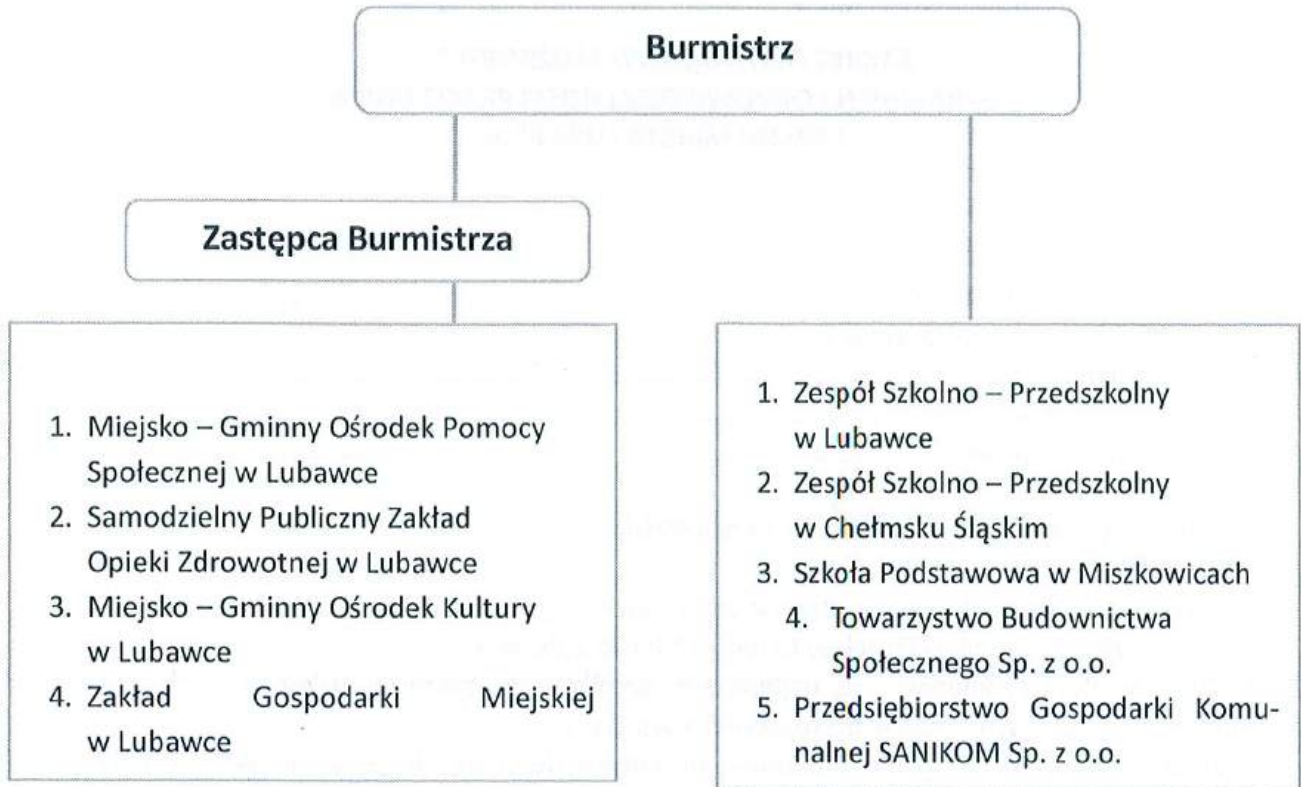 Burmistrz
Zastępca Burmistrza
1. Miejsko – Gminny Ośrodek Pomocy
Społecznej w Lubawce
2. Samodzielny Publiczny Zakład
Opieki Zdrowotnej w Lubawce
3. Miejsko – Gminny Ośrodek Kultury
w Lubawce
4. Zakład Gospodarki Miejskiej
w Lubawce
1. Zespół Szkolno – Przedszkolny
w Lubawce
2. Zespół Szkolno – Przedszkolny
w Chełmsku Śląskim
3. Szkoła Podstawowa w Miszkowicach
4. Towarzystwo Budownictwa
Społecznego Sp. z o.o.
5. Przedsiębiorstwo Gospodarki Komu-
nalnej SANIKOM Sp. z o.o.